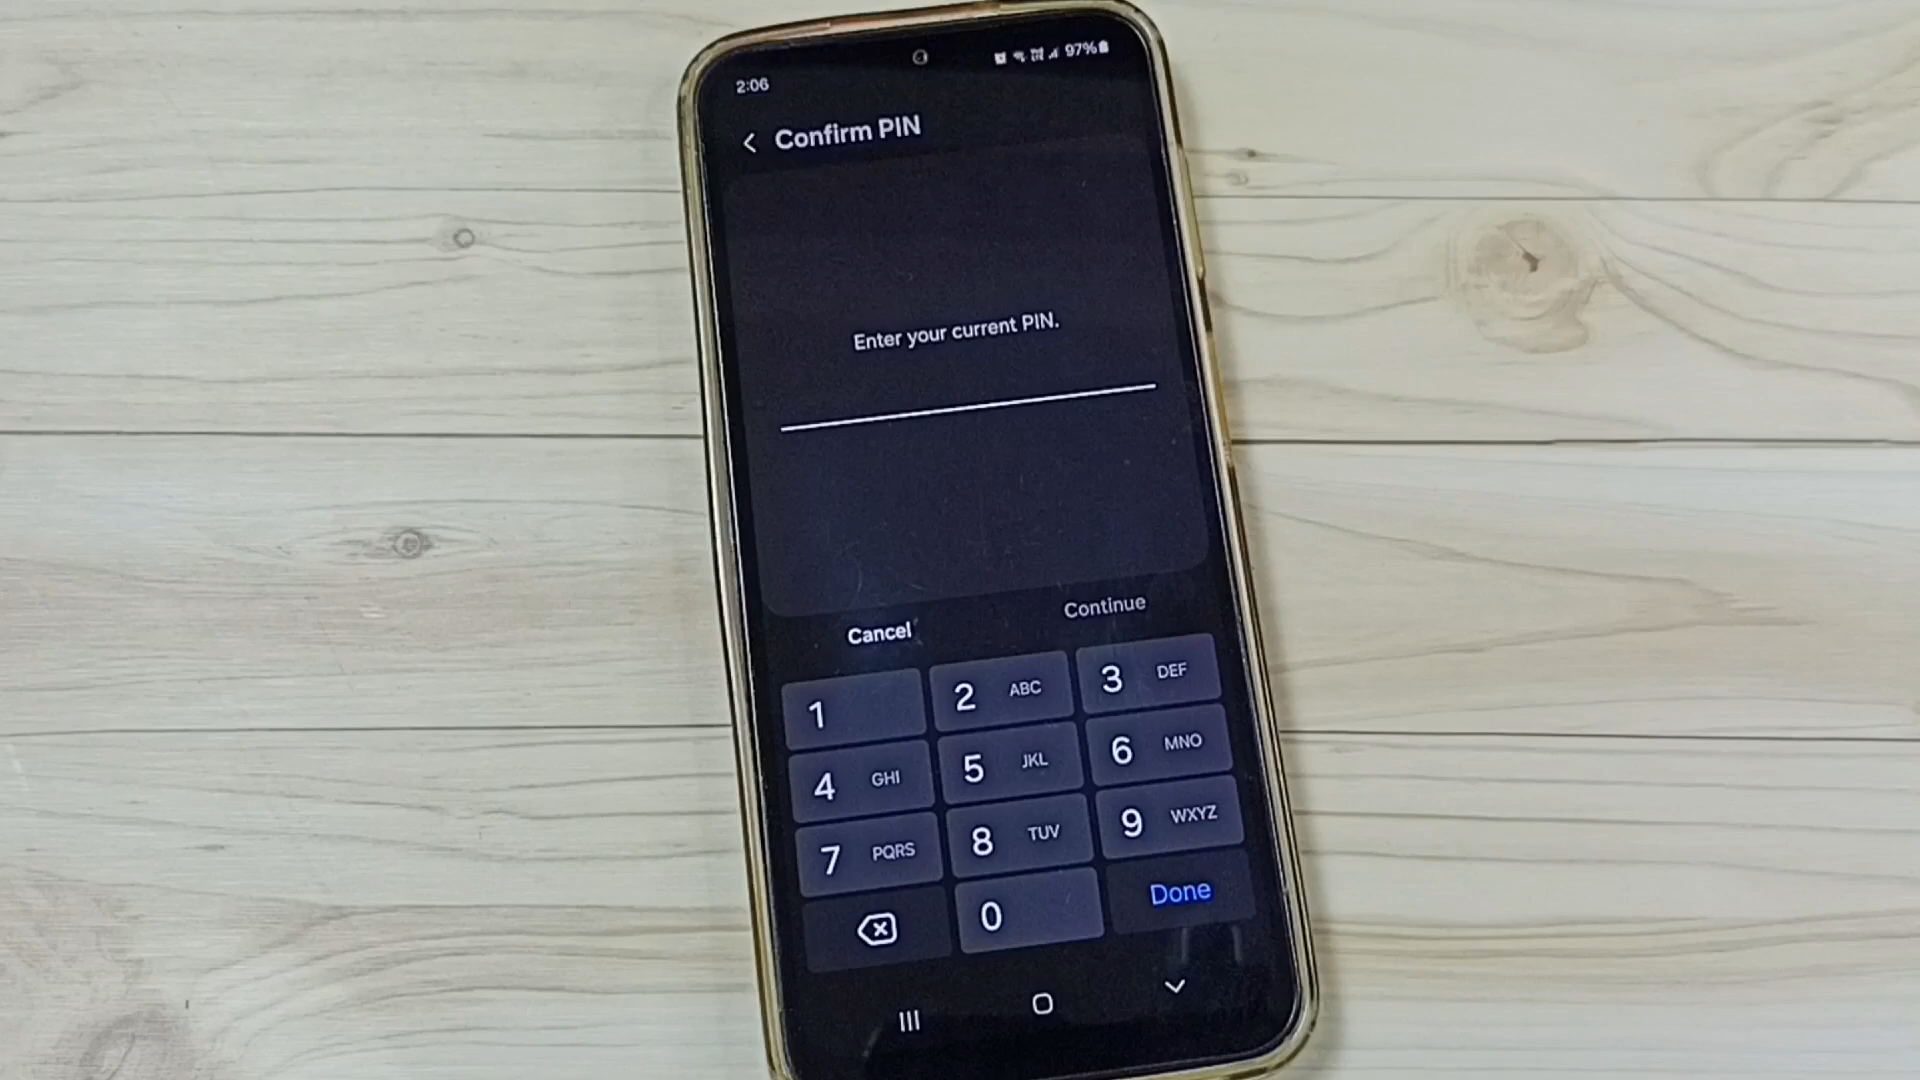 2:06
97%
Confirm PIN
Enter your current PIN.
Cancel
Continue
1
2 ABC
3 DEF
4 GHI
5 JKL
6 MNO
7 PQRS
8 TUV
9 WXYZ
0
Done